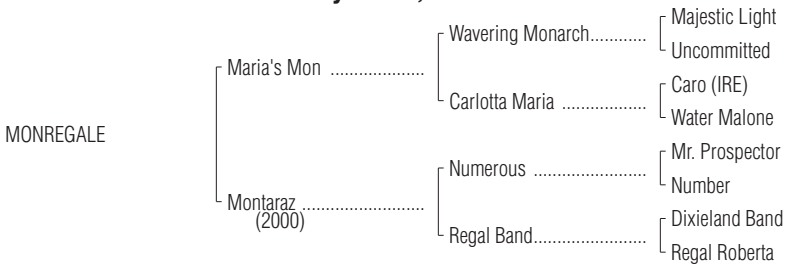 Majestic Light
Wavering Monarch............
Uncommitted
Maria's Mon ....................
Caro (IRE)
Carlotta Maria ..................
Water Malone
MONREGALE
Mr. Prospector
Numerous ........................
Number
Montaraz ..........................
(2000)
Dixieland Band
Regal Band........................
Regal Roberta